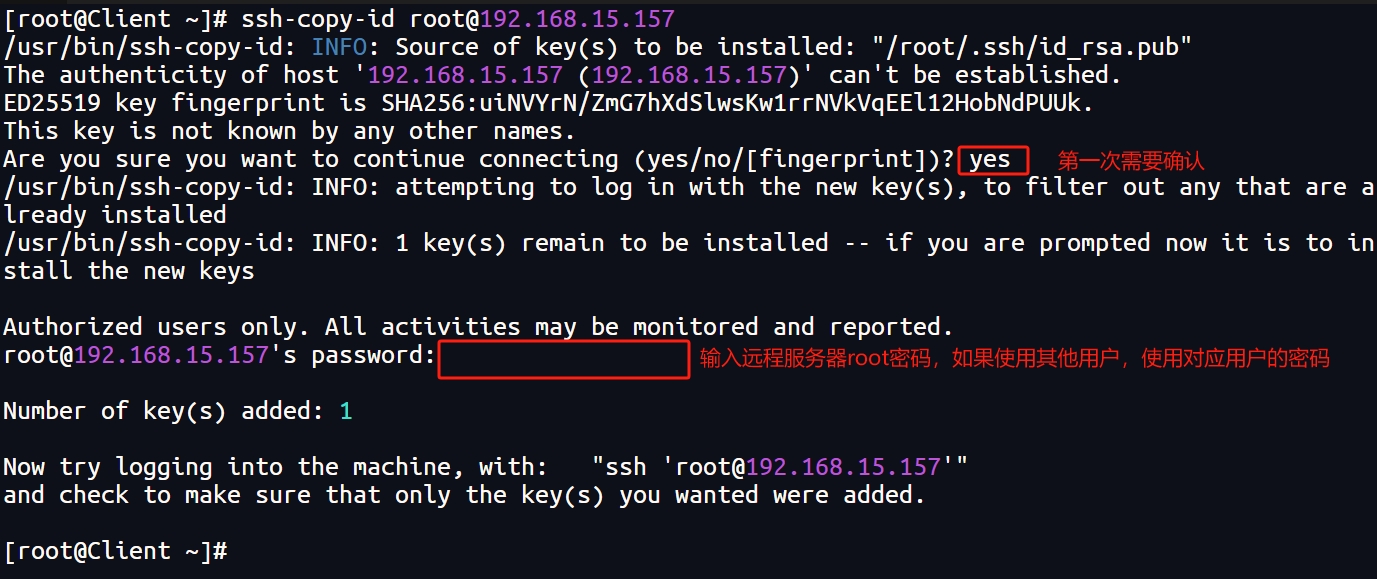 [root@Client ~]# ssh-copy-id root@192.168.15.157
/usr/bin/ssh-copy-id: INFO: Source of key(s) to be installed: "/root/.ssh/id_rsa.pub"
The authenticity of host '192.168.15.157 (192.168.15.157)' can't be established.
ED25519 key fingerprint is SHA256:uiNVYrN/ZmG7hXdSlwsKw1rrNVkVqEEl12HobNdPUUk.
This key is not known by any other names.
Are you sure you want to continue connecting (yes/no/[fingerprint])? yes 第一次需要确认
/usr/bin/ssh-copy-id: INFO: attempting to log in with the new key(s), to filter out any that are a
lready installed
/usr/bin/ssh-copy-id: INFO: 1 key(s) remain to be installed -- if you are prompted now it is to in
stall the new keys
Authorized users only. All activities may be monitored and reported.
root@192.168.15.157's password: 输入远程服务器root密码，如果使用其他用户，使用对应用户的密码
Number of key(s) added: 1
Now try logging into the machine, with:   "ssh 'root@192.168.15.157'"
and check to make sure that only the key(s) you wanted were added.
[root@Client ~]#